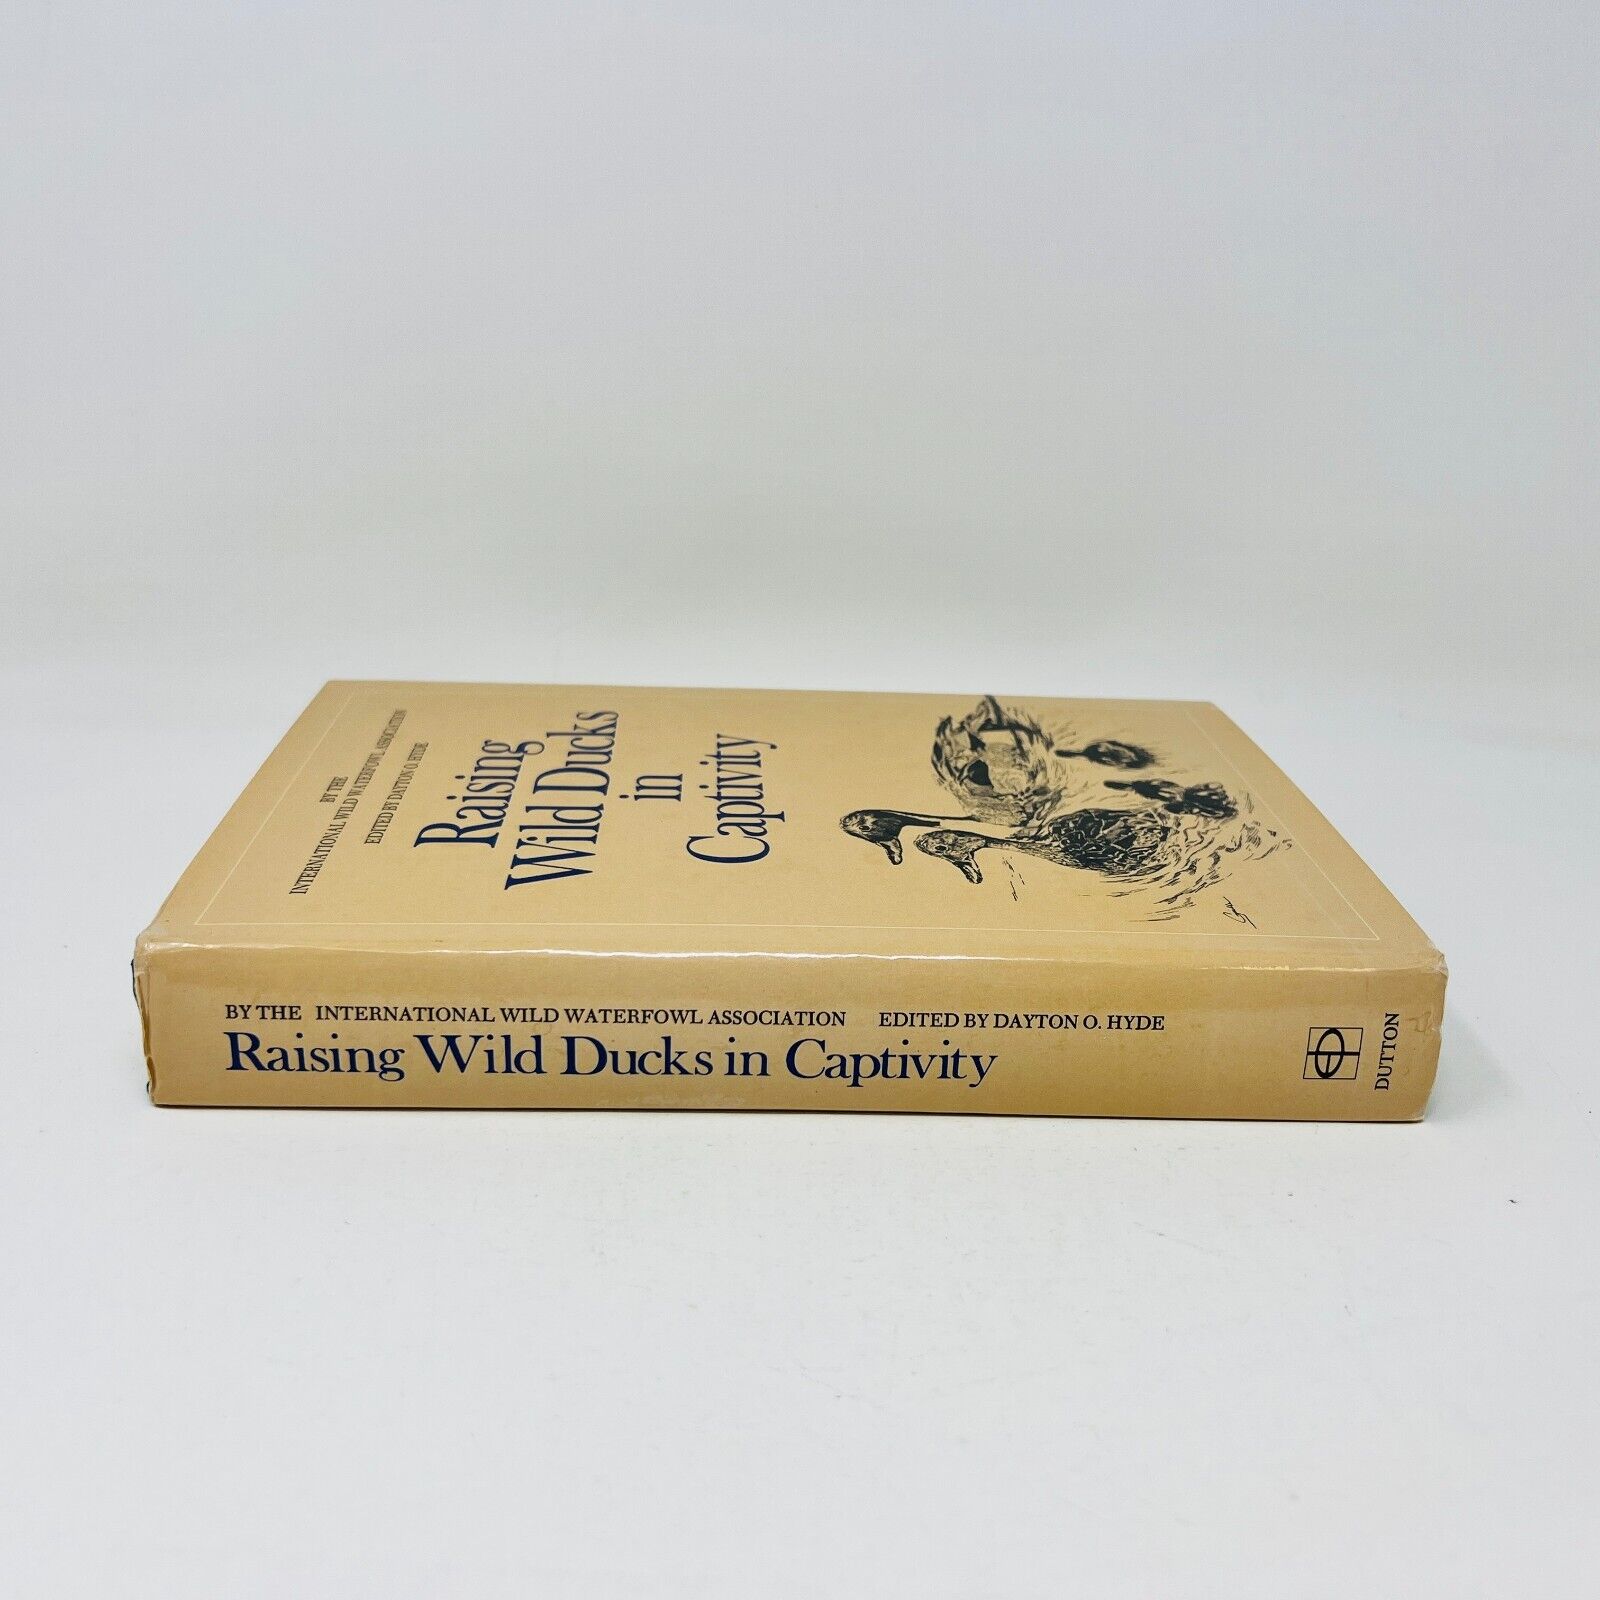 BY THE
INTERNATIONAL WILD WATERFOWL ASSOCIATION
EDITED BY DAYTON O. HYDE
Raising
Wild Ducks
in
Captivity
BY THE INTERNATIONAL WILD WATERFOWL ASSOCIATION EDITED BY DAYTON O. HYDE
Raising Wild Ducks in Captivity
DUTTON